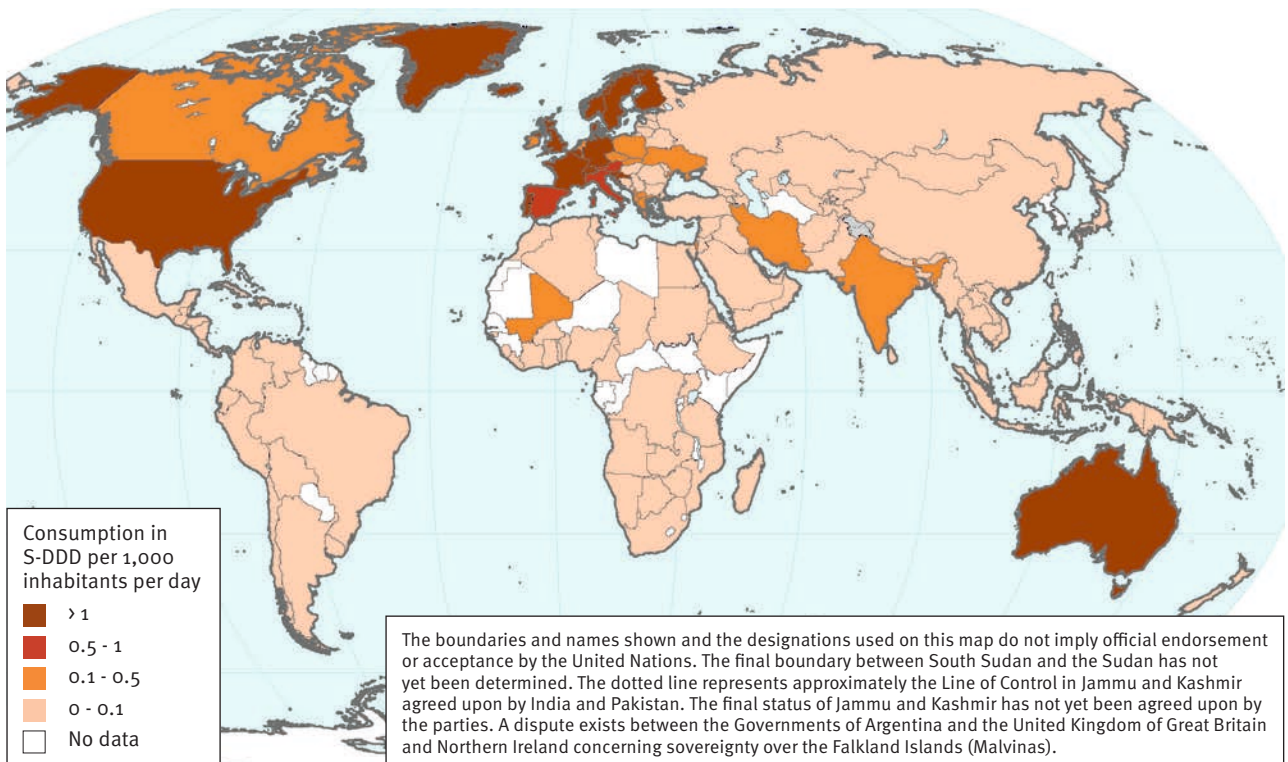 Consumption in
S-DDD per 1,000
inhabitants per day
> 1
0.5 - 1
0.1 - 0.5
0 - 0.1
No data
The boundaries and names shown and the designations used on this map do not imply official endorsement
or acceptance by the United Nations. The final boundary between South Sudan and the Sudan has not
yet been determined. The dotted line represents approximately the Line of Control in Jammu and Kashmir
agreed upon by India and Pakistan. The final status of Jammu and Kashmir has not yet been agreed upon by
the parties. A dispute exists between the Governments of Argentina and the United Kingdom of Great Britain
and Northern Ireland concerning sovereignty over the Falkland Islands (Malvinas).